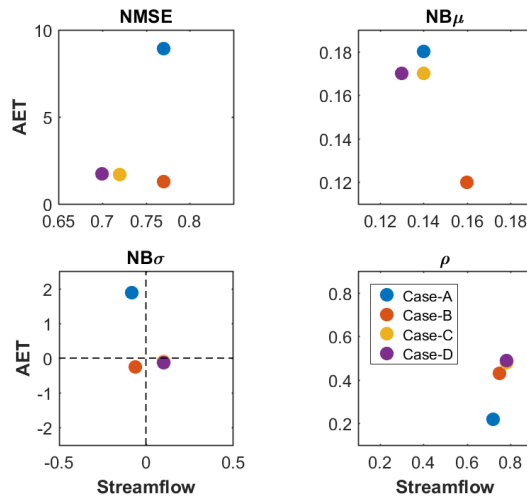 NMSE
NBμ
10
5
0
AET
0.65 0.7 0.75 0.8
0.18
0.16
0.14
0.12
0.12 0.14 0.16 0.18
NBσ
ρ
2
1
0
-1
-2
AET
-0.5 0 0.5
Streamflow
0.8
0.6
0.4
0.2
Case-A
Case-B
Case-C
Case-D
0.2 0.4 0.6 0.8
Streamflow